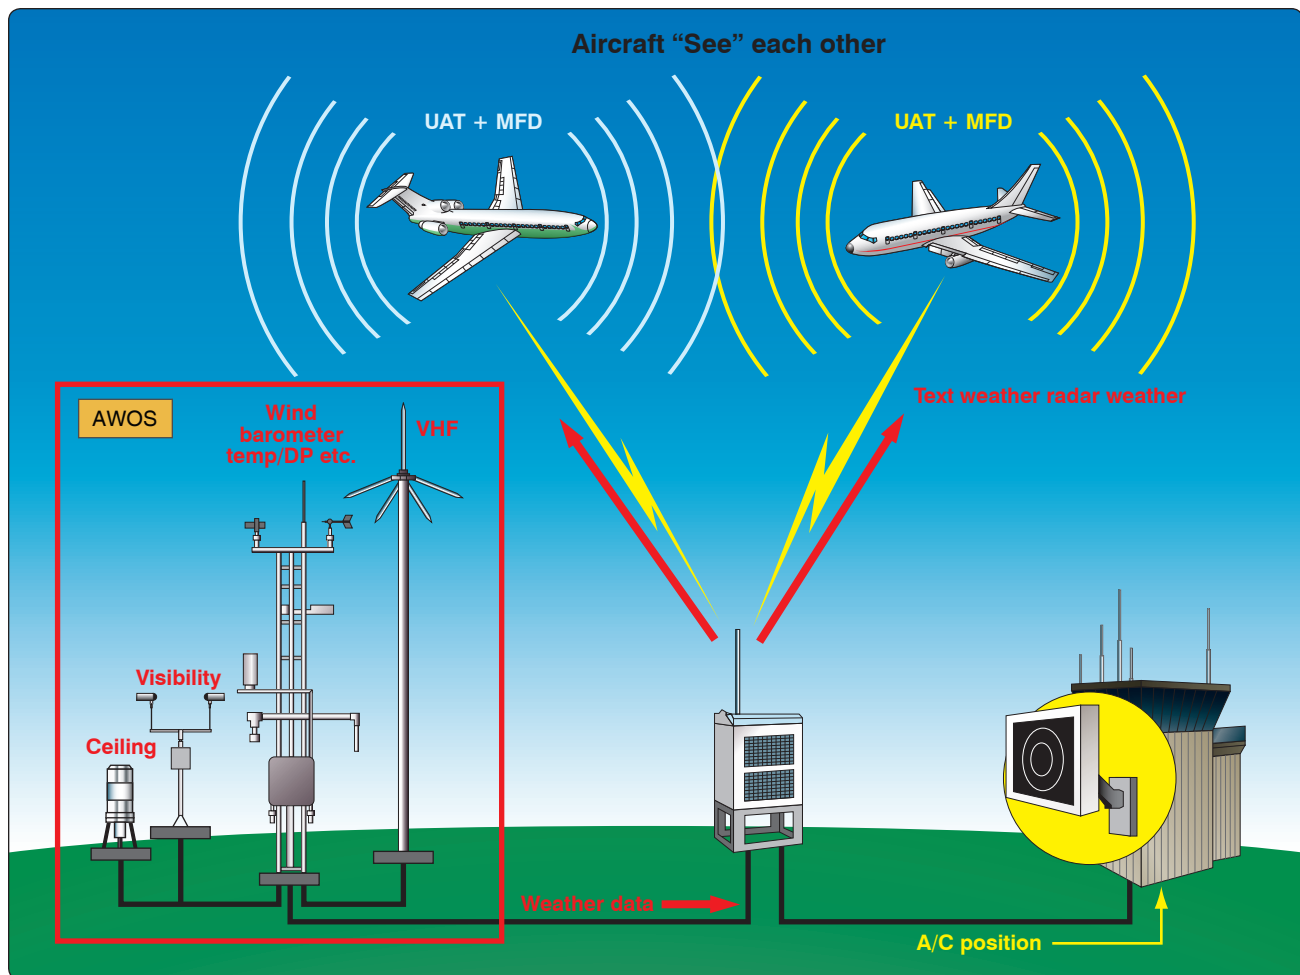 Aircraft “See” each other
UAT + MFD
UAT + MFD
Text weather radar weather
AWOS
Wind
barometer
temp/DP etc.
VHF
Visibility
Ceiling
Weather data
A/C position